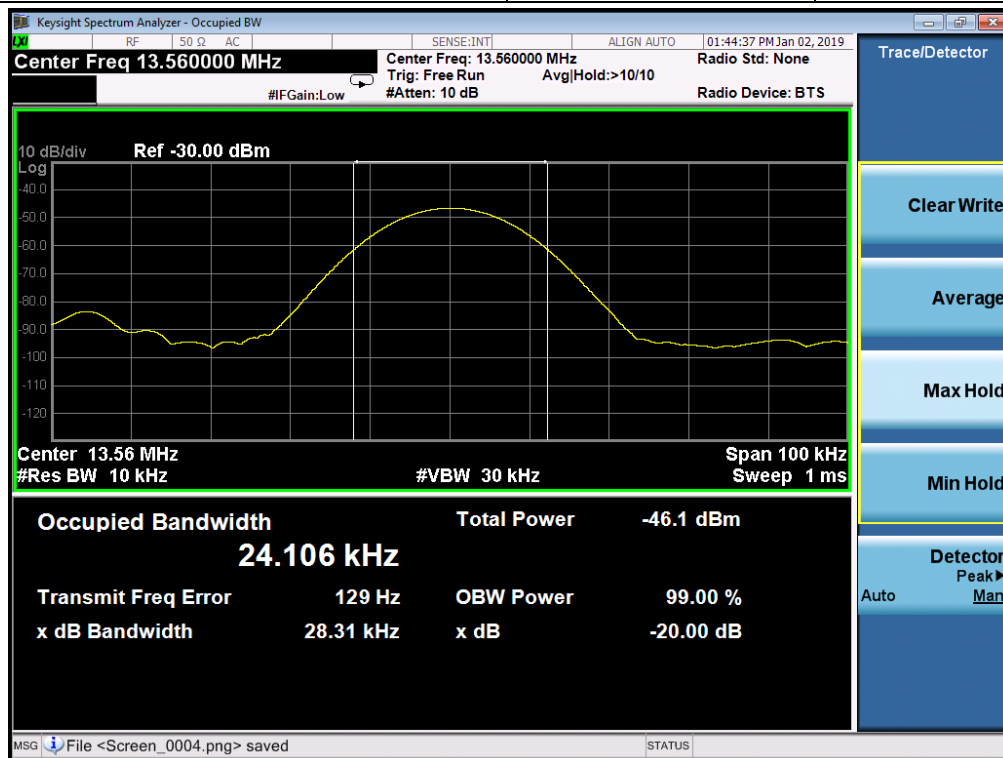 Keysight Spectrum Analyzer - Occupied BW
LXI RF 50 Ω AC SENSE:INT ALIGN AUTO 01:44:37 PM Jan 02, 2019
Center Freq 13.560000 MHz Center Freq: 13.560000 MHz Radio Std: None
Trig: Free Run Avg|Hold:>10/10
#IFGain:Low #Atten: 10 dB Radio Device: BTS
Trace/Detector
10 dB/div Ref -30.00 dBm
Log
-40.0
-50.0
-60.0
-70.0
-80.0
-90.0
-100
-110
-120
Center 13.56 MHz Span 100 kHz
#Res BW 10 kHz #VBW 30 kHz Sweep 1 ms
Occupied Bandwidth Total Power -46.1 dBm
24.106 kHz
Transmit Freq Error 129 Hz OBW Power 99.00 %
x dB Bandwidth 28.31 kHz x dB -20.00 dB
Clear Write
Average
Max Hold
Min Hold
Detector
Peak▶
Auto Man
MSG File <Screen_0004.png> saved STATUS